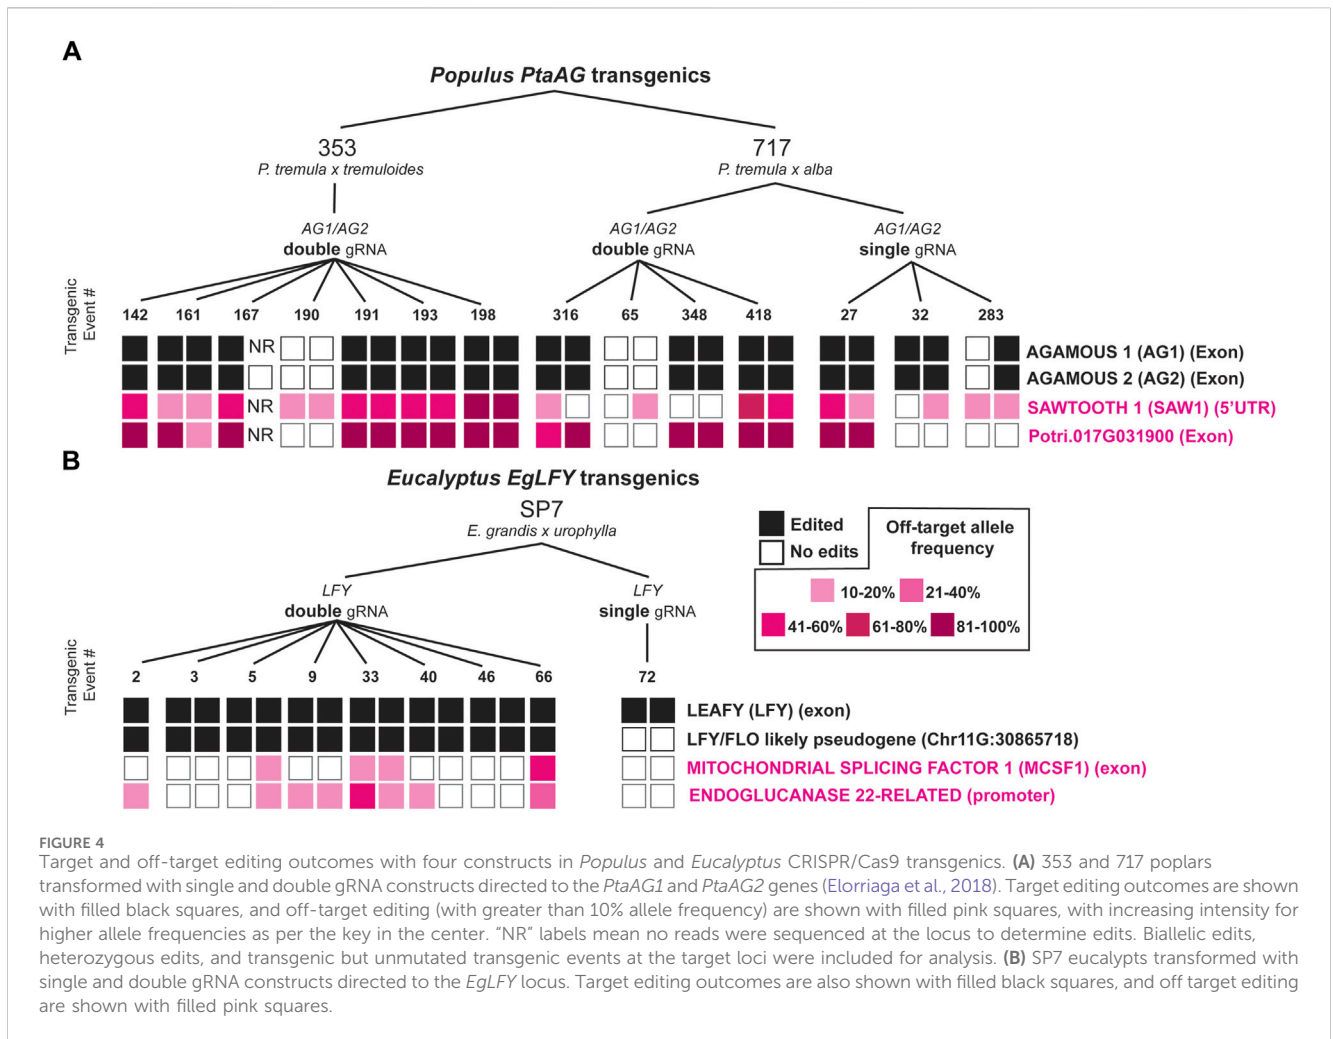 A
Populus PtaAG transgenics
353
P. tremula x tremuloides
717
P. tremula x alba
AG1/AG2
double gRNA
AG1/AG2
double gRNA
AG1/AG2
single gRNA
Transgenic
Event #
142 161 167 190 191 193 198 316 65 348 418 27 32 283
NR
AGAMOUS 1 (AG1) (Exon)
AGAMOUS 2 (AG2) (Exon)
NR
SAWTOOTH 1 (SAW1) (5’UTR)
NR
Potri.017G031900 (Exon)
B
Eucalyptus EgLFY transgenics
SP7
E. grandis x urophylla
LFY
double gRNA
LFY
single gRNA
Edited
No edits
Off-target allele
frequency
10-20% 21-40%
41-60% 61-80% 81-100%
Transgenic
Event #
2 3 5 9 33 40 46 66 72
LEAFY (LFY) (exon)
LFY/FLO likely pseudogene (Chr11G:30865718)
MITOCHONDRIAL SPLICING FACTOR 1 (MCSF1) (exon)
ENDOGLUCANASE 22-RELATED (promoter)
FIGURE 4
Target and off-target editing outcomes with four constructs in Populus and Eucalyptus CRISPR/Cas9 transgenics. (A) 353 and 717 poplars
transformed with single and double gRNA constructs directed to the PtaAG1 and PtaAG2 genes (Elorriaga et al., 2018). Target editing outcomes are shown
with filled black squares, and off-target editing (with greater than 10% allele frequency) are shown with filled pink squares, with increasing intensity for
higher allele frequencies as per the key in the center. “NR” labels mean no reads were sequenced at the locus to determine edits. Biallelic edits,
heterozygous edits, and transgenic but unmutated transgenic events at the target loci were included for analysis. (B) SP7 eucalypts transformed with
single and double gRNA constructs directed to the EgLFY locus. Target editing outcomes are also shown with filled black squares, and off target editing
are shown with filled pink squares.